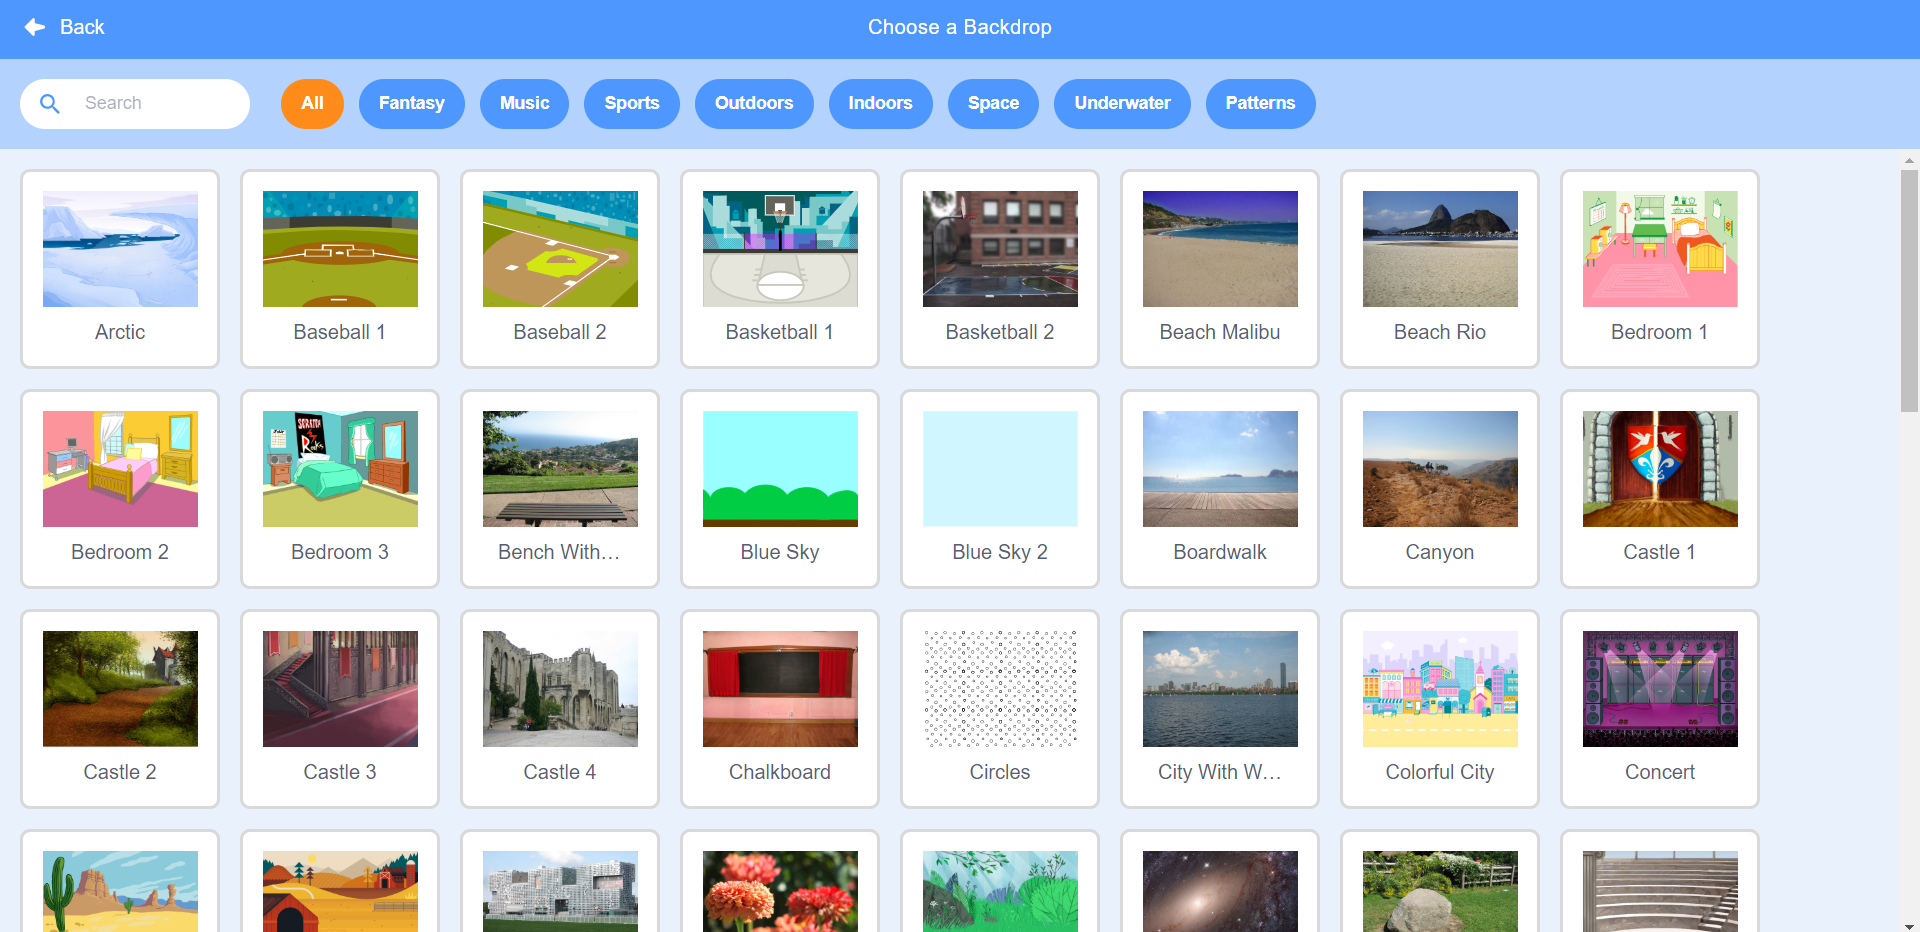 Back
Choose a Backdrop
Search
All
Fantasy
Music
Sports
Outdoors
Indoors
Space
Underwater
Patterns
Arctic
Baseball 1
Baseball 2
Basketball 1
Basketball 2
Beach Malibu
Beach Rio
Bedroom 1
SCRATCH
Rocks
Bedroom 2
Bedroom 3
Bench With...
Blue Sky
Blue Sky 2
Boardwalk
Canyon
Castle 1
Castle 2
Castle 3
Castle 4
Chalkboard
Circles
City With W...
Colorful City
Concert